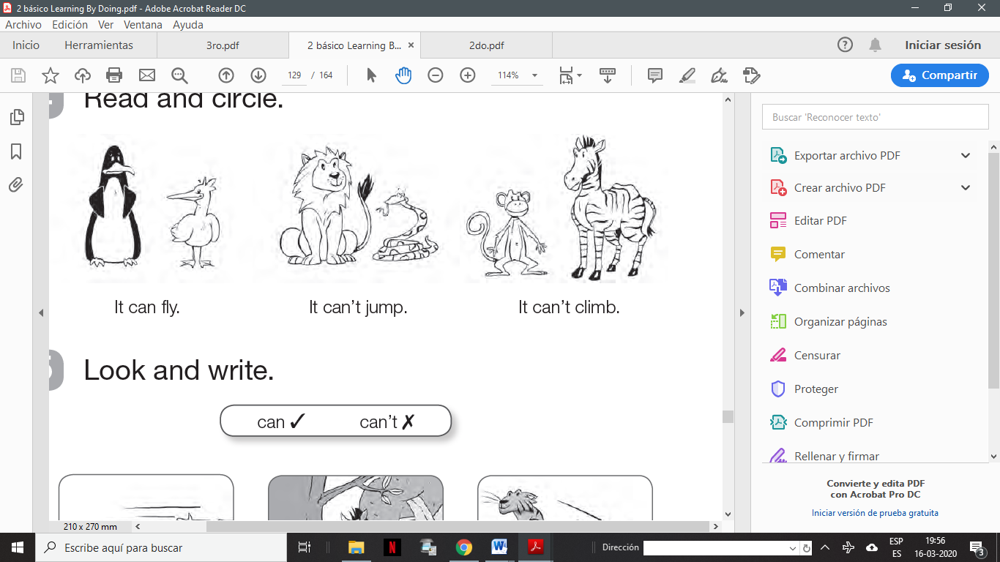 2 básico Learning By Doing.pdf - Adobe Acrobat Reader DC
Archivo Edición Ver Ventana Ayuda
Inicio Herramientas 3ro.pdf 2 básico Learning B... 2do.pdf Iniciar sesión
129 / 164 114% Compartir
Read and circle.
It can fly. It can't jump. It can't climb.
Look and write.
can ✓ can't ✗
210 x 270 mm
Buscar 'Reconocer texto'
Exportar archivo PDF
Crear archivo PDF
Editar PDF
Comentar
Combinar archivos
Organizar páginas
Censurar
Proteger
Comprimir PDF
Rellenar y firmar
Convierte y edita PDF
con Acrobat Pro DC
Iniciar versión de prueba gratuita
Escribe aquí para buscar Dirección ESP 19:56
ES 16-03-2020 3